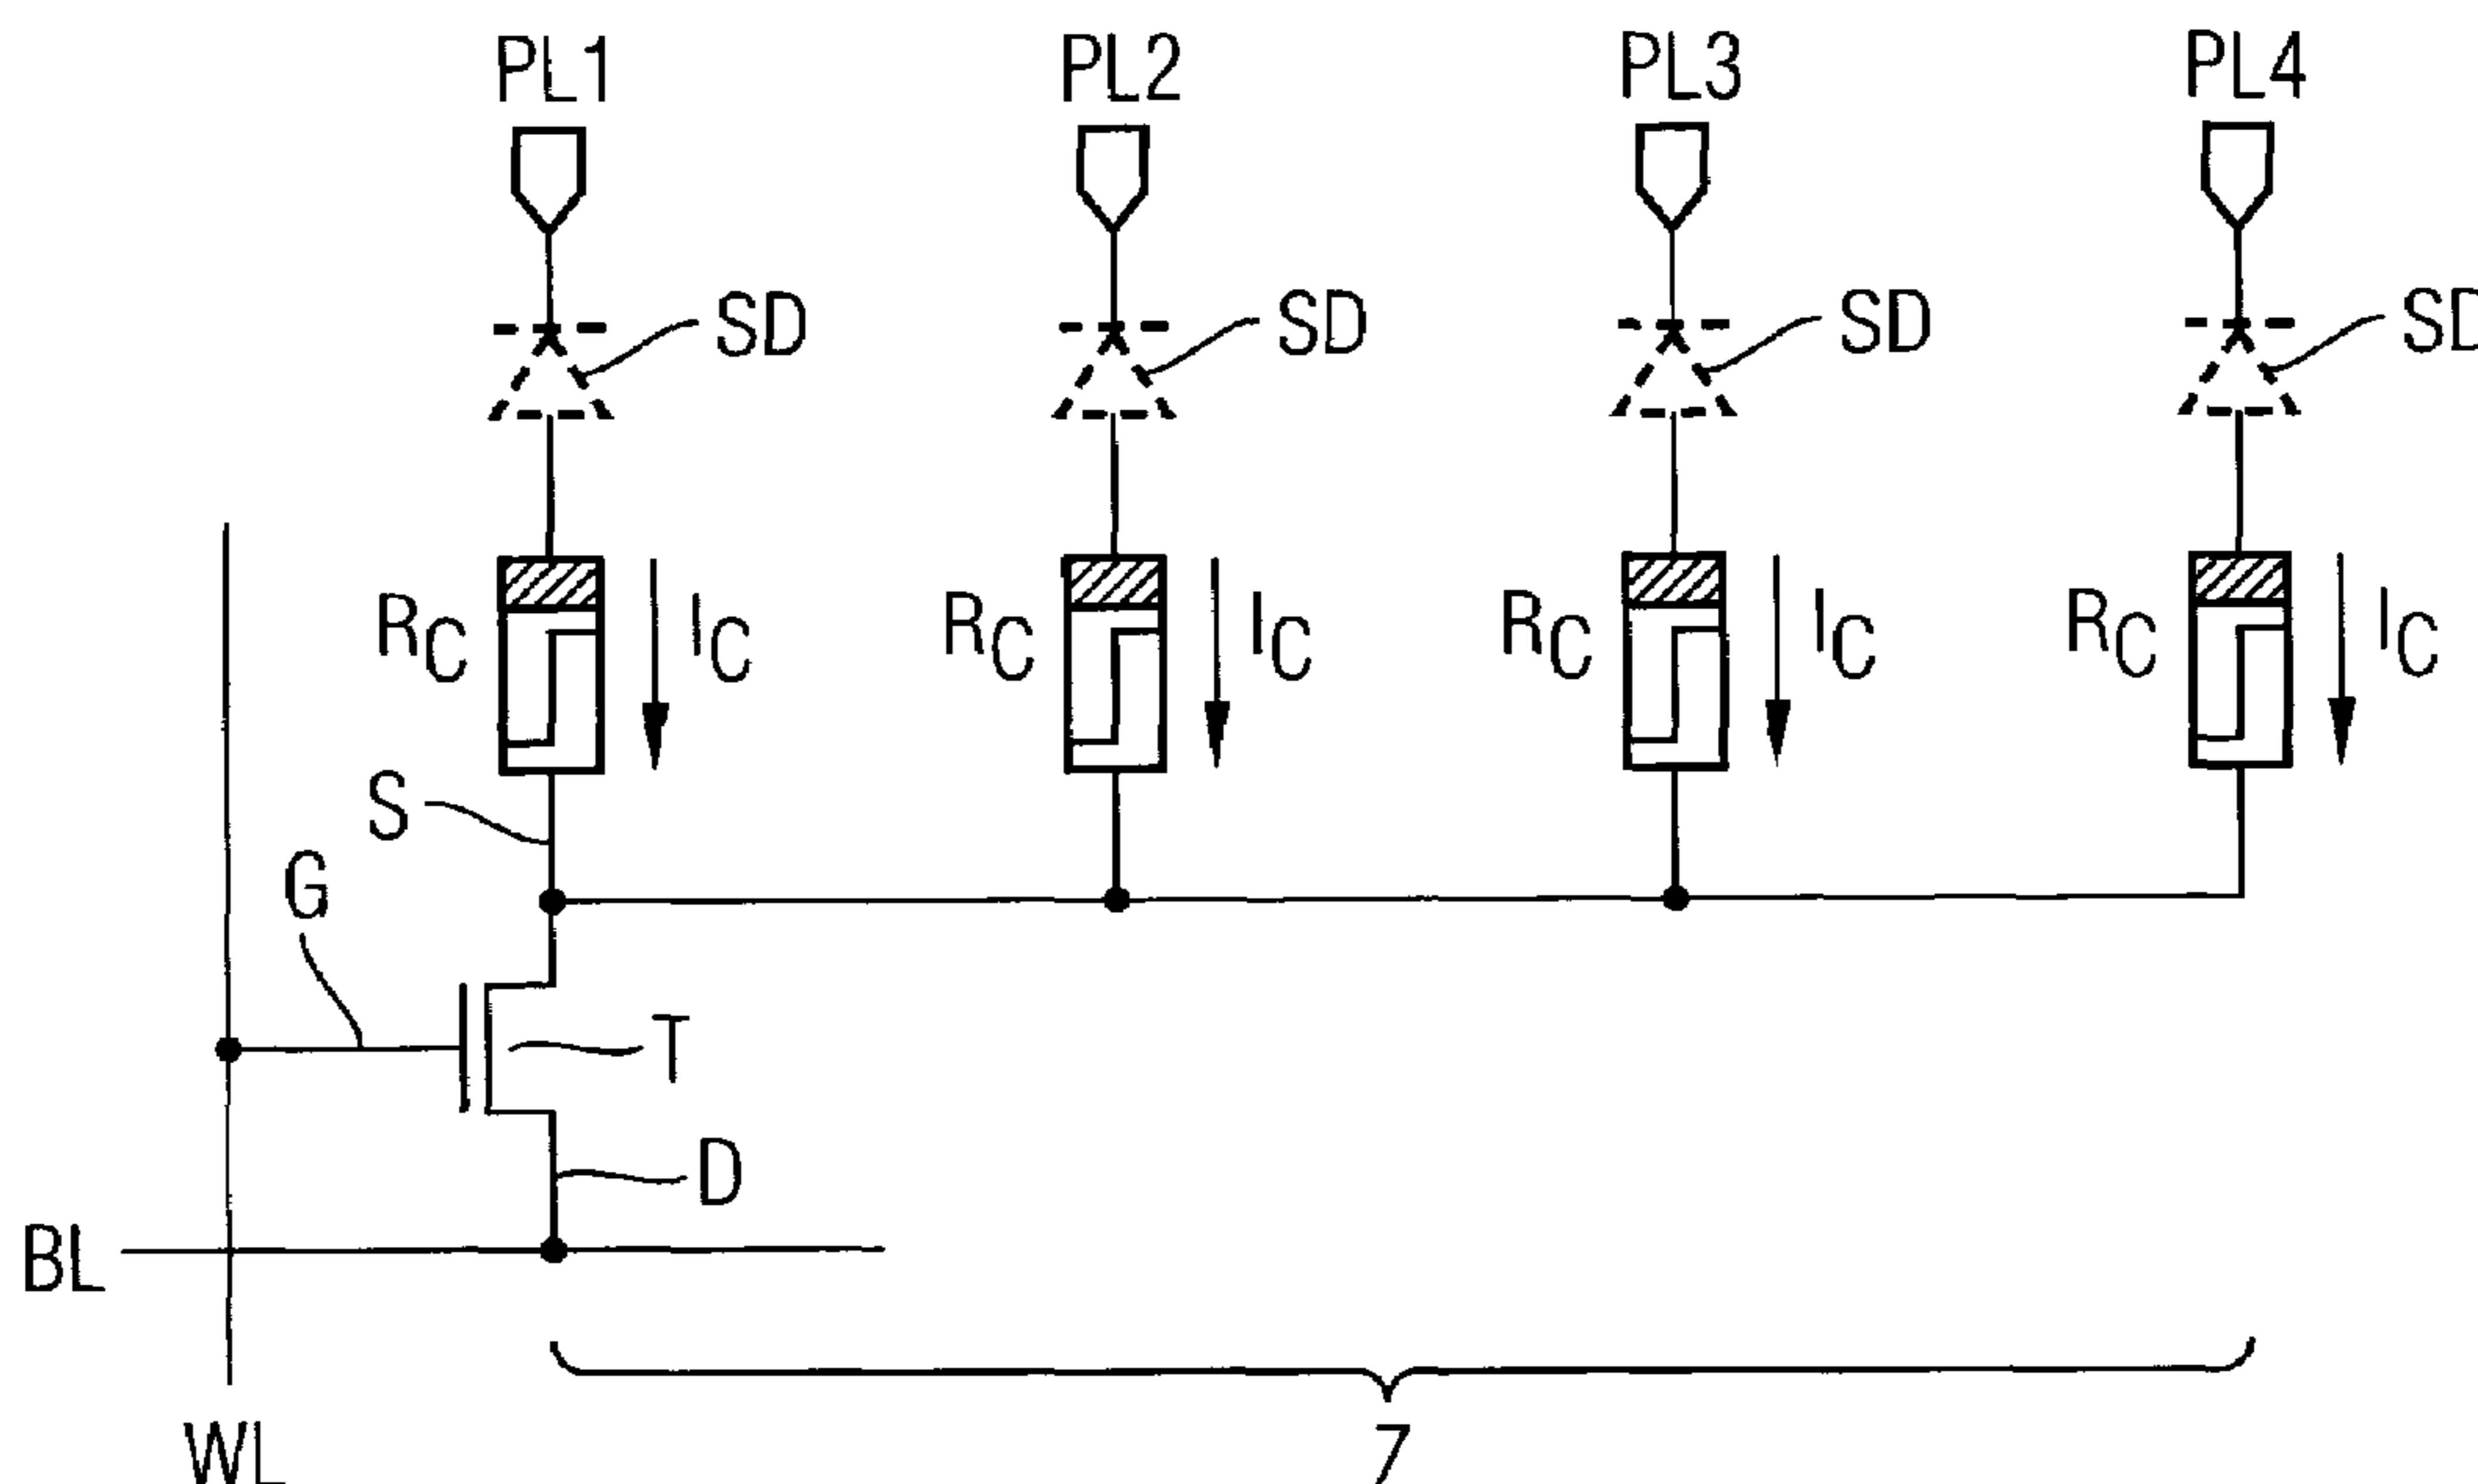 PL1 PL2 PL3 PL4
SD SD SD SD
RC IC RC IC RC IC RC IC
S
G
T
D
BL
WL
7